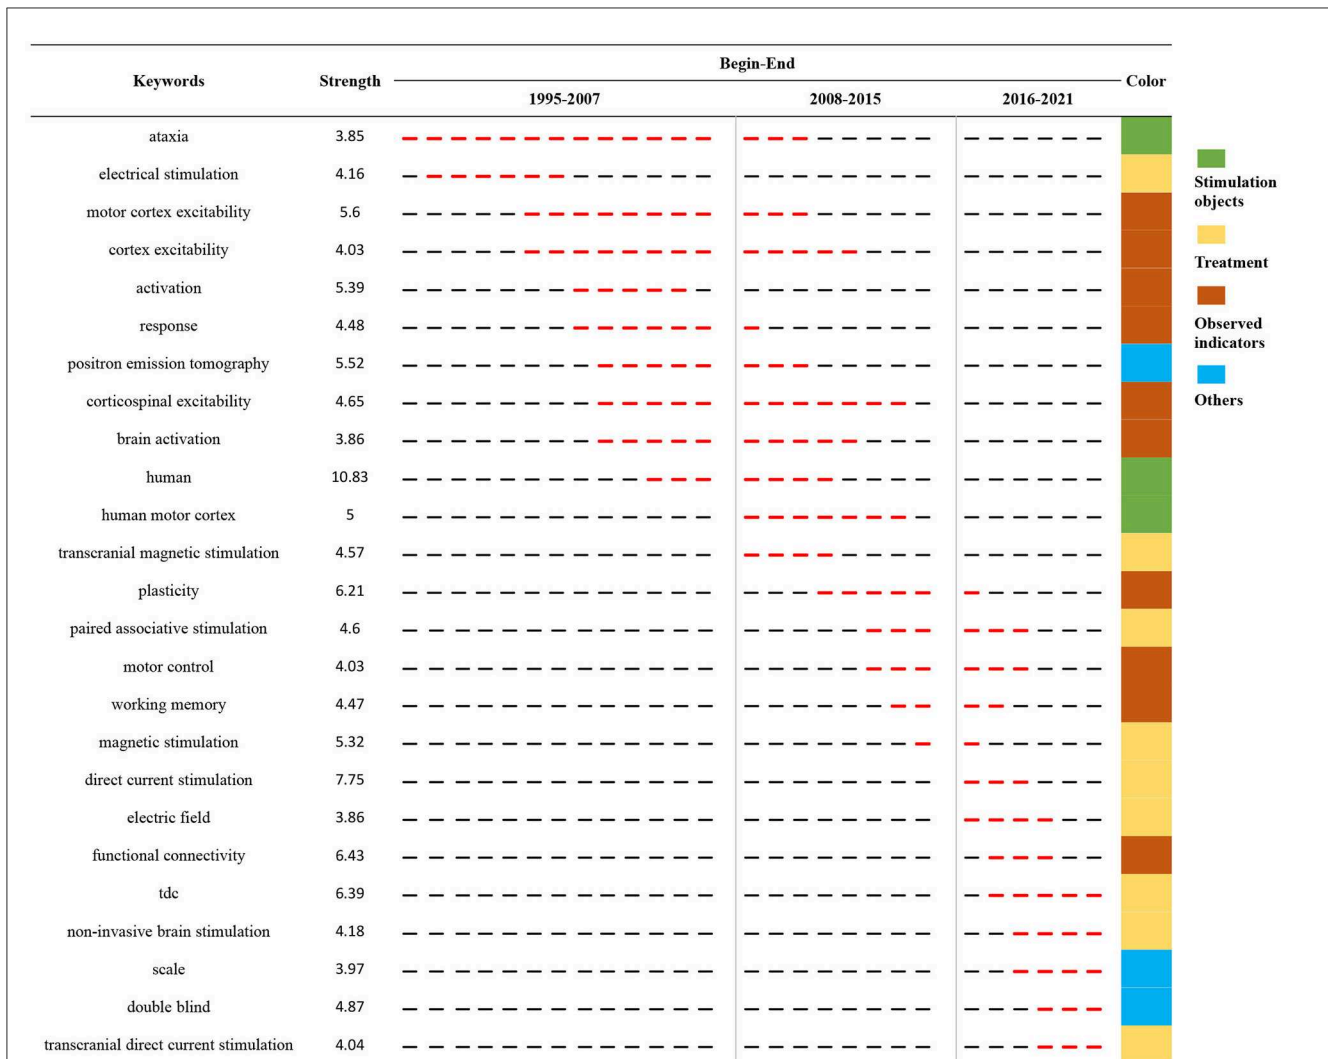 Begin-End
Keywords Strength Color
1995-2007 2008-2015 2016-2021
ataxia 3.85
electrical stimulation 4.16
motor cortex excitability 5.6
cortex excitability 4.03
activation 5.39
response 4.48
positron emission tomography 5.52
corticospinal excitability 4.65
brain activation 3.86
human 10.83
human motor cortex 5
transcranial magnetic stimulation 4.57
plasticity 6.21
paired associative stimulation 4.6
motor control 4.03
working memory 4.47
magnetic stimulation 5.32
direct current stimulation 7.75
electric field 3.86
functional connectivity 6.43
tdc 6.39
non-invasive brain stimulation 4.18
scale 3.97
double blind 4.87
transcranial direct current stimulation 4.04
Stimulation
objects
Treatment
Observed
indicators
Others